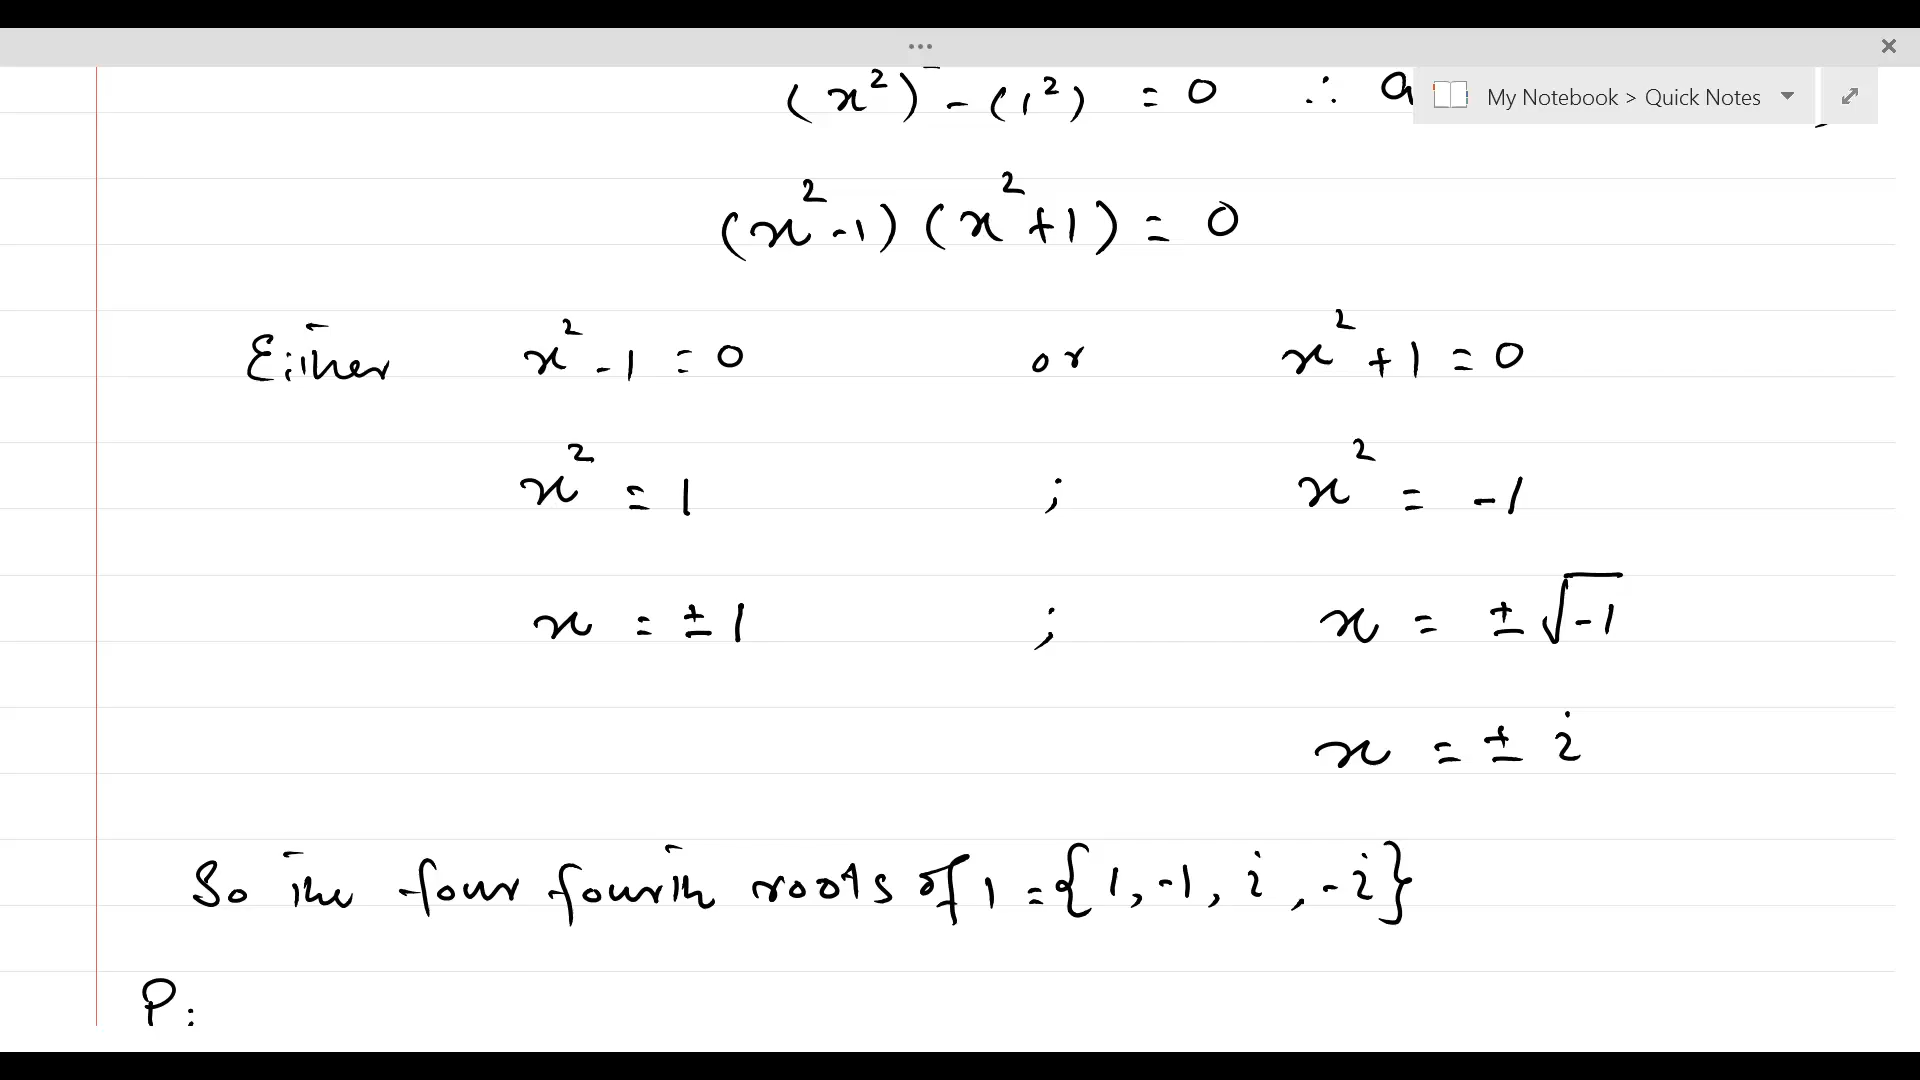 (x²) - (1²) = 0 ∴ a
My Notebook > Quick Notes
(x² - 1) (x² + 1) = 0
Either x² - 1 = 0 or x² + 1 = 0
x² = 1 ; x² = -1
x = ± 1 ; x = ± √-1
x = ± i
So the four fourth roots of 1 = {1, -1, i, -i}
P: